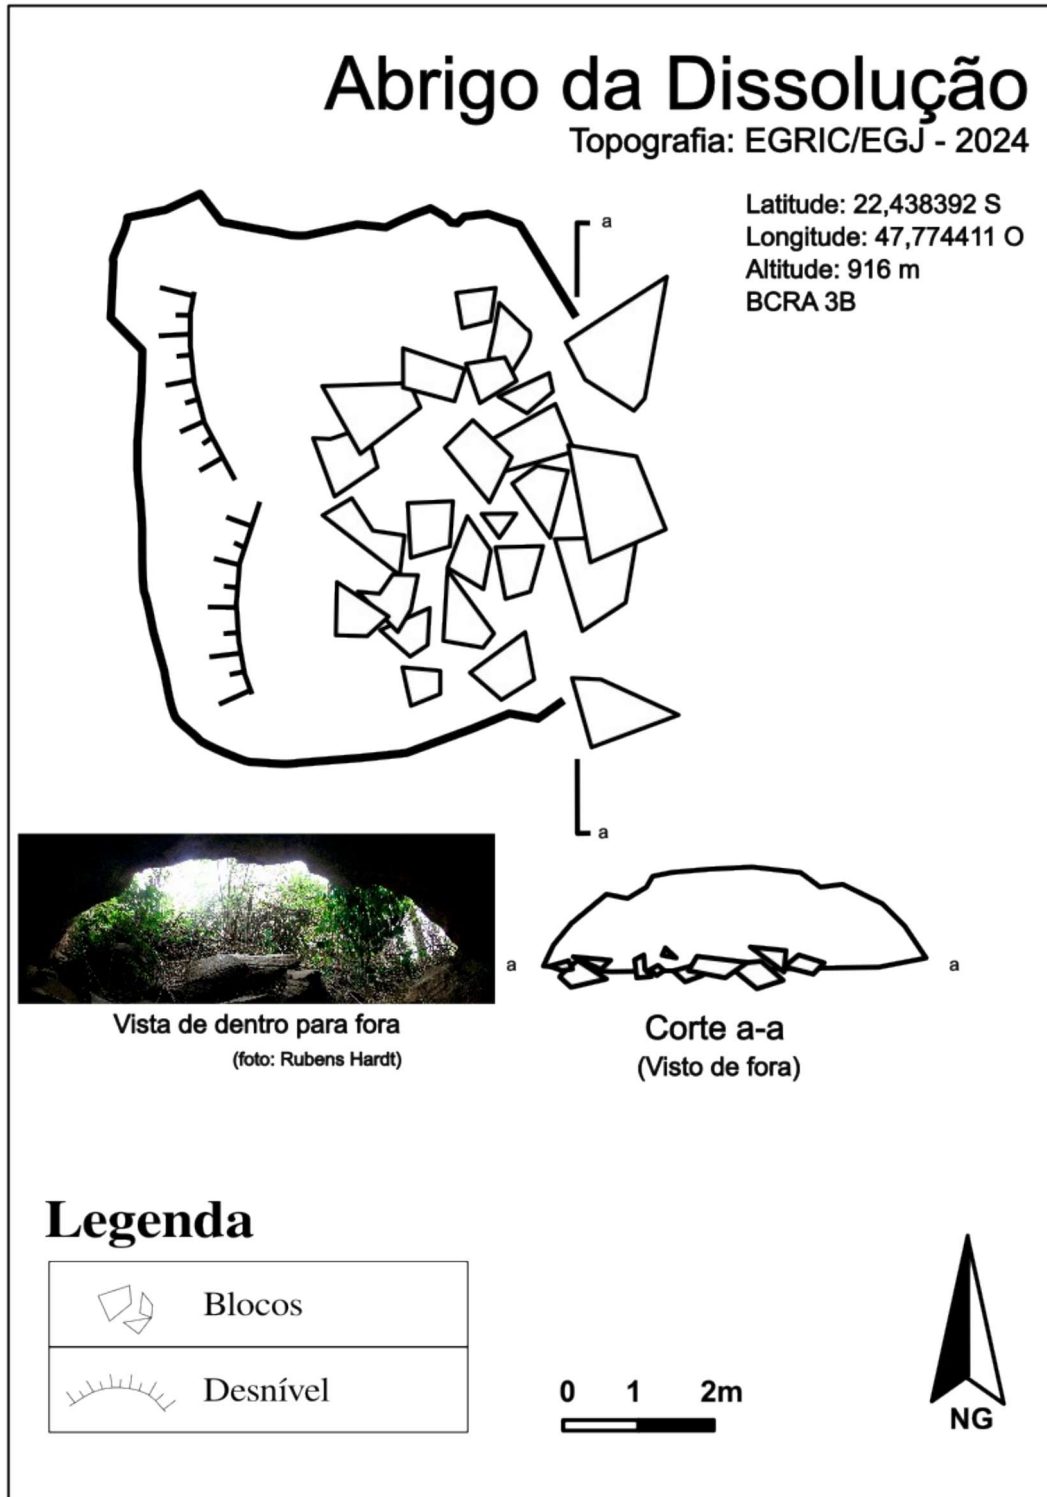 Abrigo da Dissolução
Topografia: EGRIC/EGJ - 2024
Latitude: 22,438392 S
Longitude: 47,774411 O
Altitude: 916 m
BCRA 3B
a
a
a
a
Vista de dentro para fora
(foto: Rubens Hardt)
Corte a-a
(Visto de fora)
Legenda
Blocos
Desnível
0 1 2m
NG